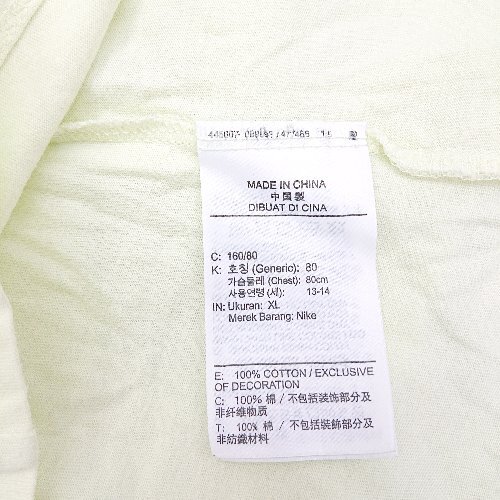 MADE IN CHINA
中國製
DIBUAT DI CINA
C: 160/80
K: 호칭 (Generic): 80
가슴둘레 (Chest): 80cm
사용연령 (세): 13-14
IN: Ukuran: XL
Merek Barang: Nike
E: 100% COTTON / EXCLUSIVE
OF DECORATION
C: 100% 棉 / 不包括装饰部分及
非纤维物质
T: 100% 棉 / 不包括裝飾部分及
非紡織材料